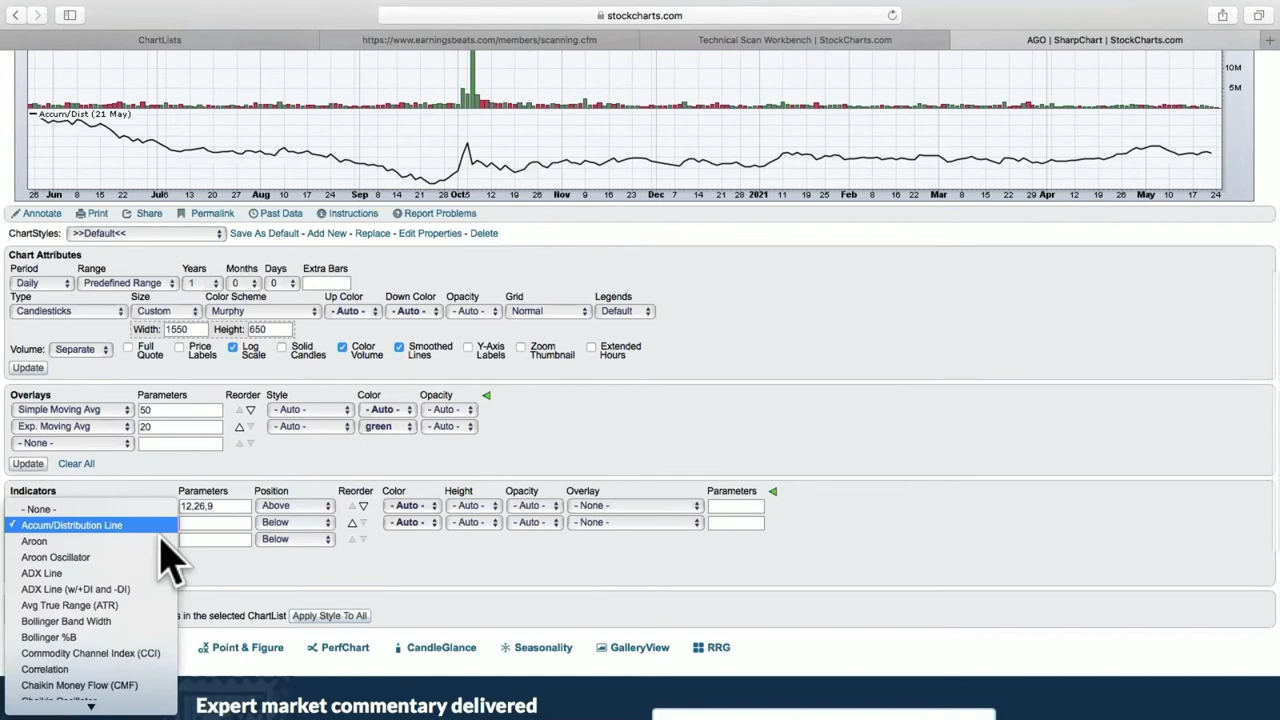 stockcharts.com
ChartLists
https://www.earningsbeats.com/members/scanning.cfm
Technical Scan Workbench | StockCharts.com
AGO | SharpChart | StockCharts.com
10M
5M
Accum/Dist (21 May)
26 Jun 8 15 22 Jul6 13 20 27 Aug 10 17 24 Sep 8 14 21 28 Oct5 12 19 26 Nov 9 16 23 Dec 7 14 21 28 2021 11 19 25 Feb 8 16 22 Mar 8 15 22 Apr 12 19 26 May 10 17 24
Annotate Print Share Permalink Past Data Instructions Report Problems
ChartStyles: >>Default<< Save As Default - Add New - Replace - Edit Properties - Delete
Chart Attributes
Period Range Years Months Days Extra Bars
Daily Predefined Range 1 0 0
Type Size Color Scheme Up Color Down Color Opacity Grid Legends
Candlesticks Custom Murphy - Auto - - Auto - - Auto - Normal Default
Width: 1550 Height: 650
Volume: Separate Full Quote Price Labels Log Scale Solid Candles Color Volume Smoothed Lines Y-Axis Labels Zoom Thumbnail Extended Hours
Update
Overlays Parameters Reorder Style Color Opacity
Simple Moving Avg 50 - Auto - - Auto - - Auto -
Exp. Moving Avg 20 - Auto - green - Auto -
- None -
Update Clear All
Indicators Parameters Position Reorder Color Height Opacity Overlay Parameters
- None - 12,26,9 Above - Auto - - Auto - - Auto - - None -
✓ Accum/Distribution Line Below - Auto - - Auto - - Auto - - None -
Aroon Below
Aroon Oscillator
ADX Line
ADX Line (w/+DI and -DI)
Avg True Range (ATR)
s in the selected ChartList Apply Style To All
Bollinger Band Width
Bollinger %B
Point & Figure PerfChart CandleGlance Seasonality GalleryView RRG
Commodity Channel Index (CCI)
Correlation
Chaikin Money Flow (CMF)
Chaikin Oscillator
Expert market commentary delivered